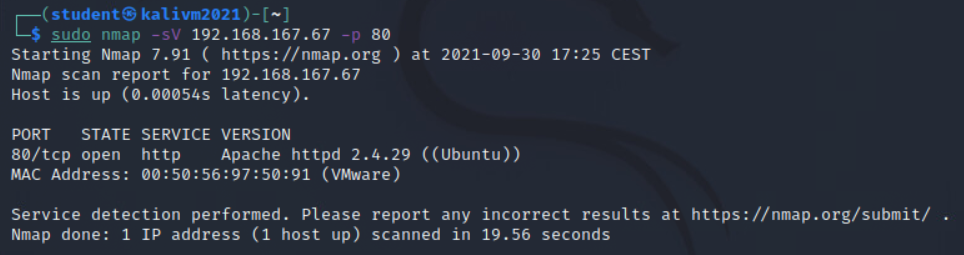 ┌──(student㉿kalivm2021)-[~]
└─$ sudo nmap -sV 192.168.167.67 -p 80
Starting Nmap 7.91 ( https://nmap.org ) at 2021-09-30 17:25 CEST
Nmap scan report for 192.168.167.67
Host is up (0.00054s latency).

PORT   STATE SERVICE VERSION
80/tcp open  http    Apache httpd 2.4.29 ((Ubuntu))
MAC Address: 00:50:56:97:50:91 (VMware)

Service detection performed. Please report any incorrect results at https://nmap.org/submit/ .
Nmap done: 1 IP address (1 host up) scanned in 19.56 seconds